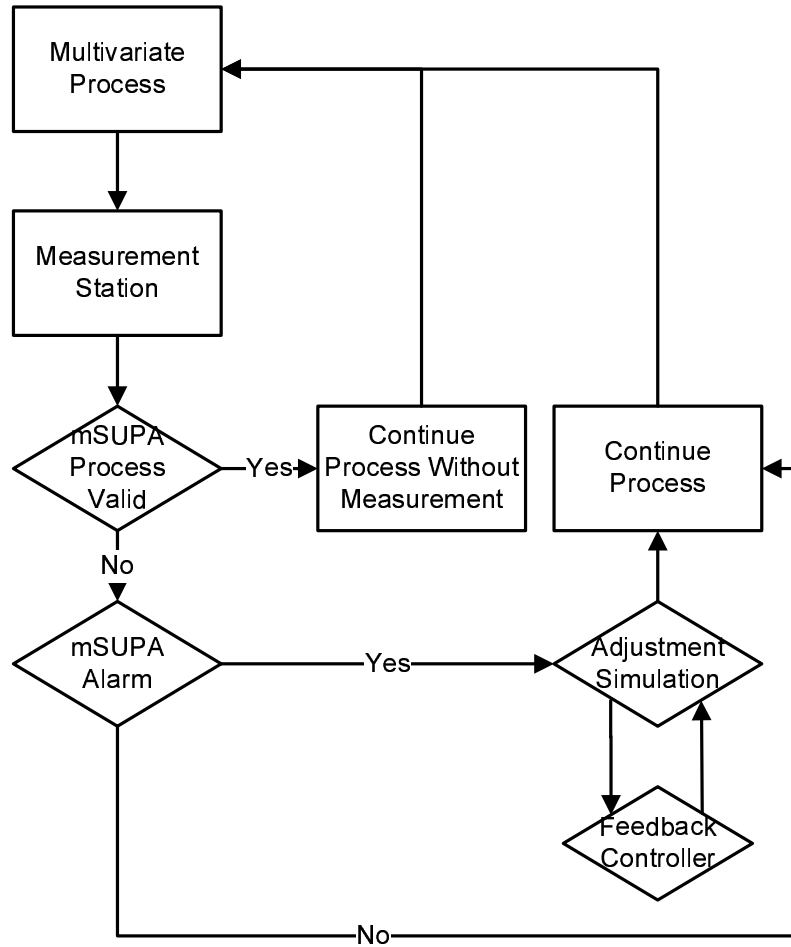 Multivariate
Process
Measurement
Station
mSUPA
Process
Valid
Yes
Continue
Process Without
Measurement
Continue
Process
No
mSUPA
Alarm
Yes
Adjustment
Simulation
Feedback
Controller
No